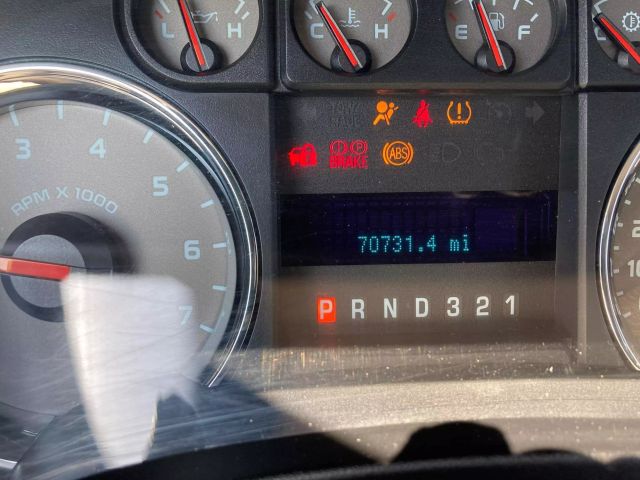 L H C H E F
BRAKE
ABS
3
4
5
6
7
RPM X 1000
70731.4 mi
P R N D 3 2 1